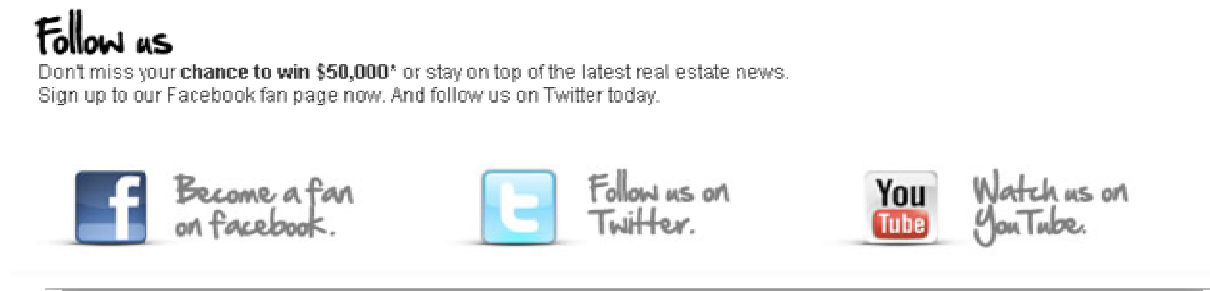 Follow us
Don't miss your chance to win $50,000* or stay on top of the latest real estate news.
Sign up to our Facebook fan page now. And follow us on Twitter today.
f
Become a fan
on facebook.
t
Follow us on
Twitter.
You
Tube
Watch us on
YouTube.